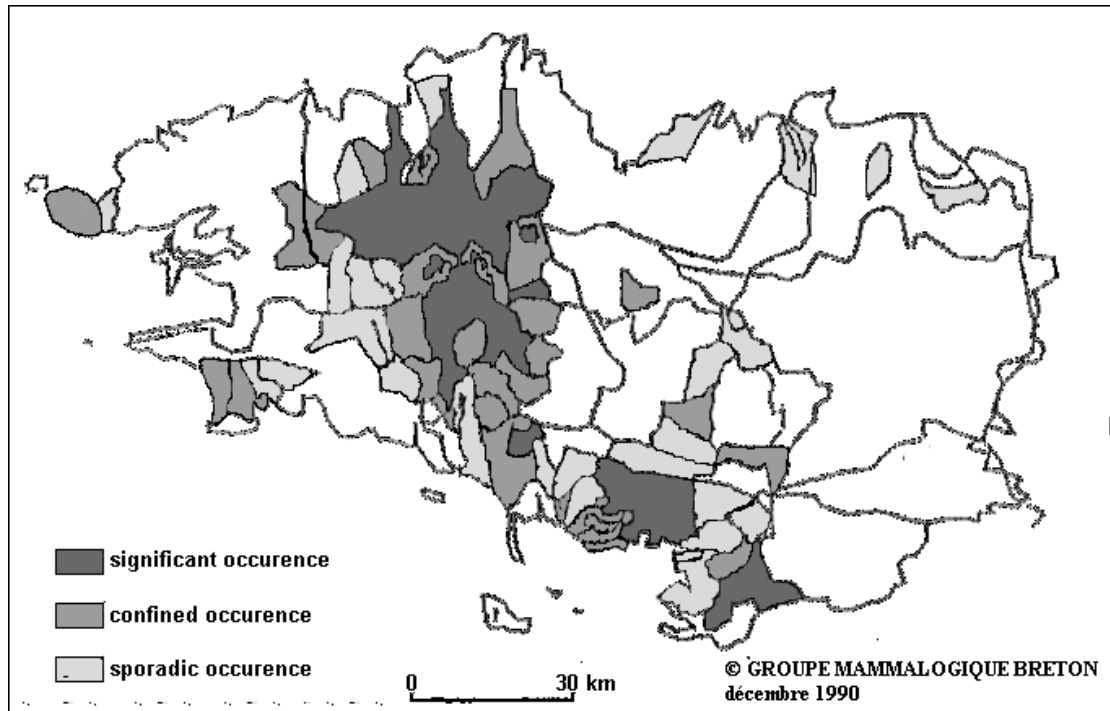 significant occurence
confined occurence
sporadic occurence
0 30 km
© GROUPE MAMMALOGIQUE BRETON
décembre 1990